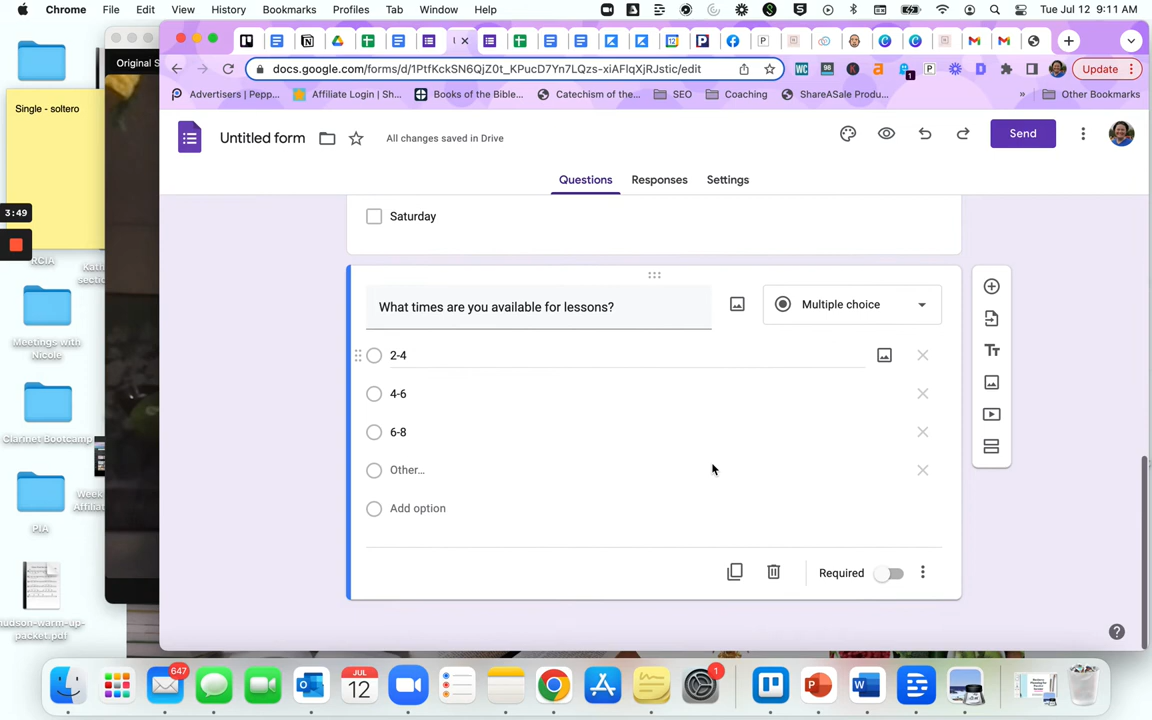 Chrome File Edit View History Bookmarks Profiles Tab Window Help Tue Jul 12 9:11 AM
docs.google.com/forms/d/1PtfKckSN6QjZ0t_KPucD7Yn7LQzs-xiAFlqXjRJstic/edit
Update
Advertisers | Pepp... Affiliate Login | Sh... Books of the Bible... Catechism of the... SEO Coaching ShareASale Produ... » Other Bookmarks
Original S
Single - soltero
3:49
RCIA
Meetings with
Nicole
Clarinet Bootcamp
Week
Affilia
PIA
hudson-warm-up-
packet.pdf
Untitled form
All changes saved in Drive
Send
Questions Responses Settings
Saturday
What times are you available for lessons?
Multiple choice
2-4
4-6
6-8
Other...
Add option
Required
647
JUL
12
1